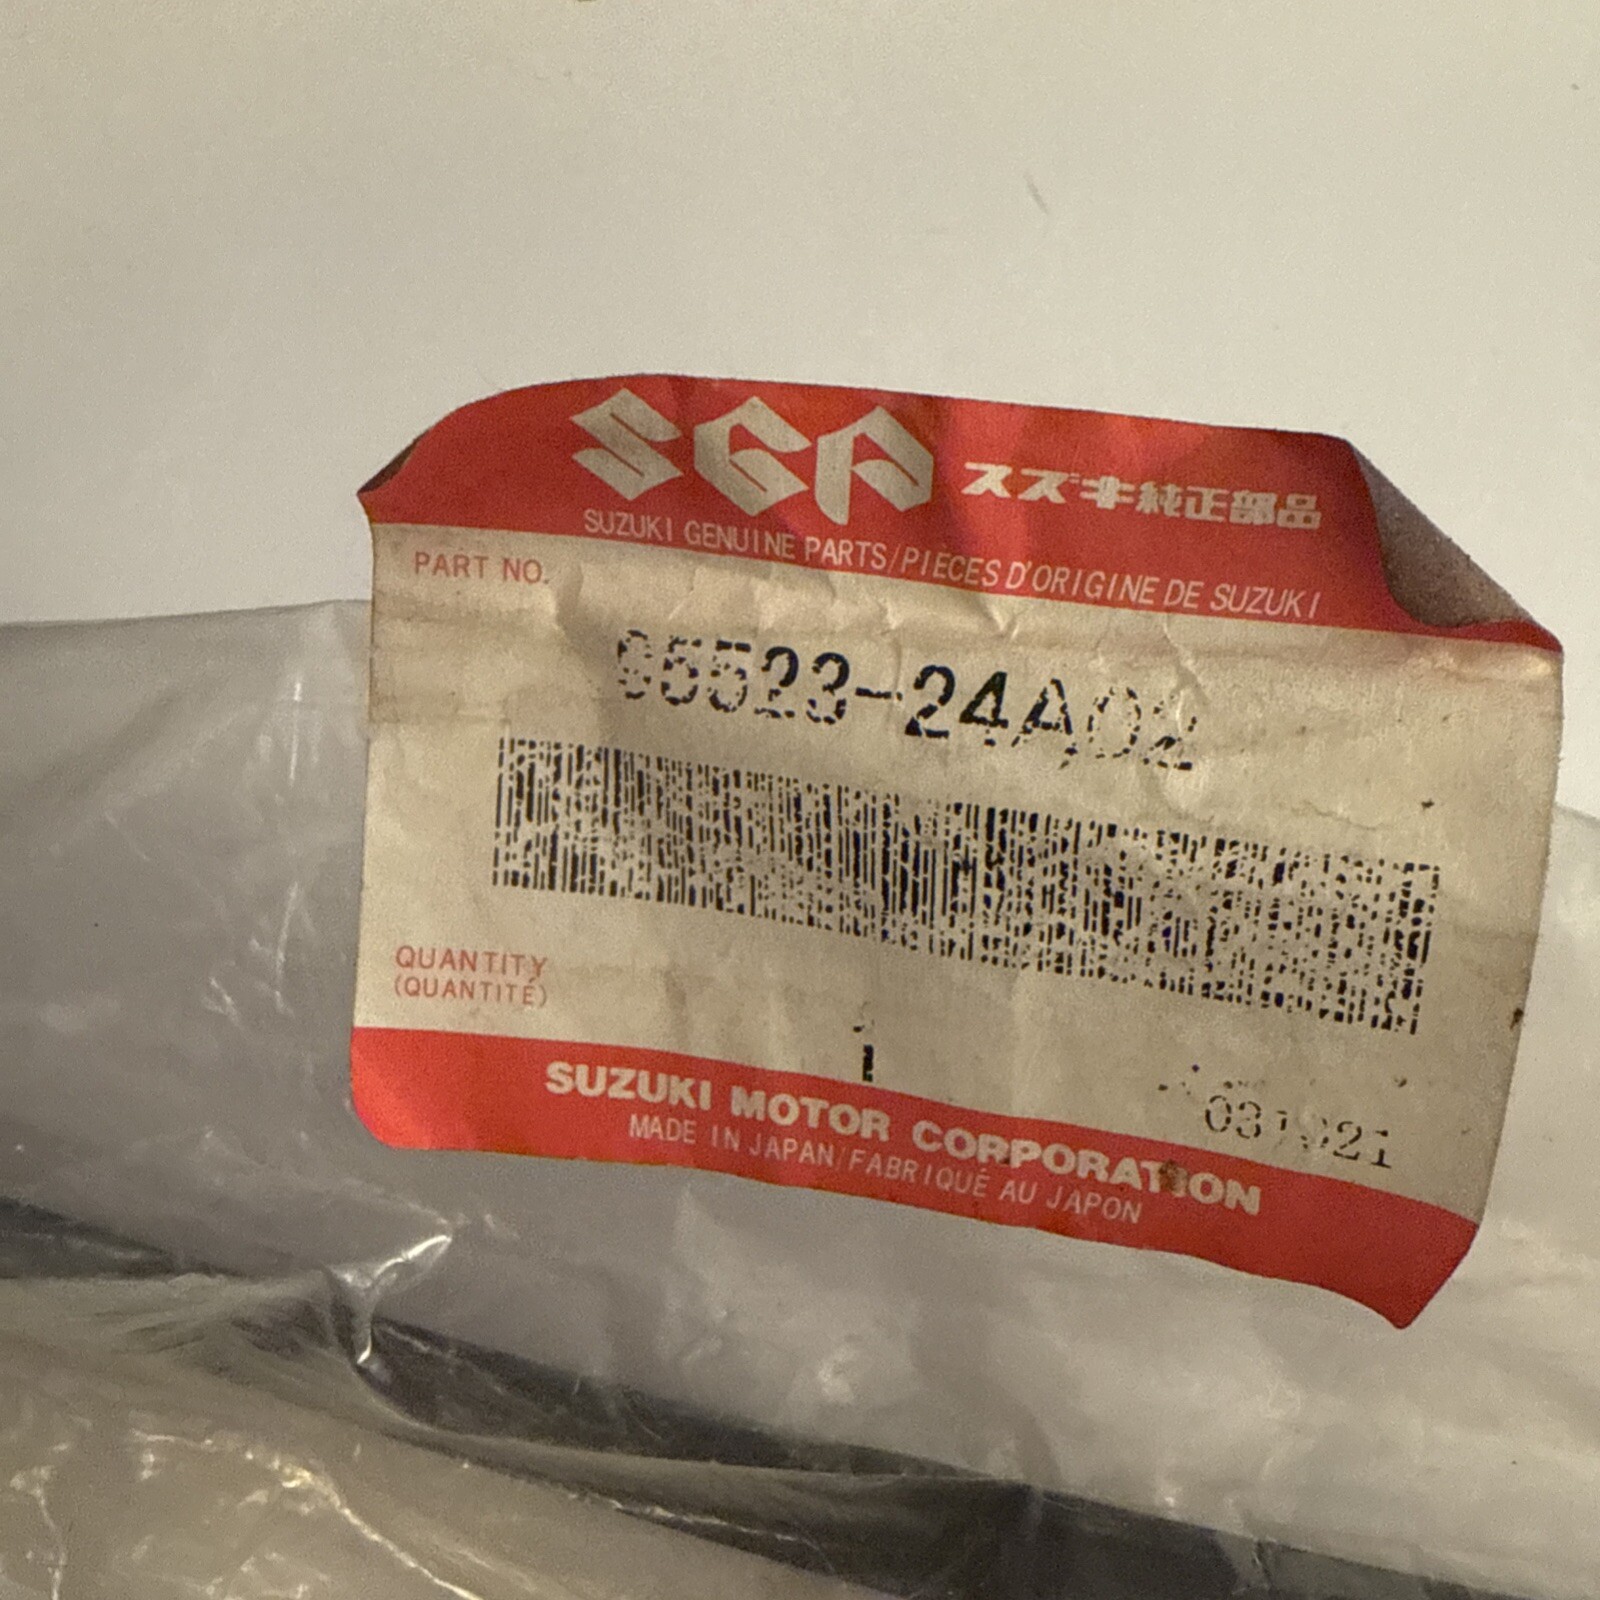 SGP スズキ純正部品
SUZUKI GENUINE PARTS/PIECES D'ORIGINE DE SUZUKI
PART NO.
QUANTITY
(QUANTITÉ)
1
SUZUKI MOTOR CORPORATION
MADE IN JAPAN/FABRIQUÉ AU JAPON